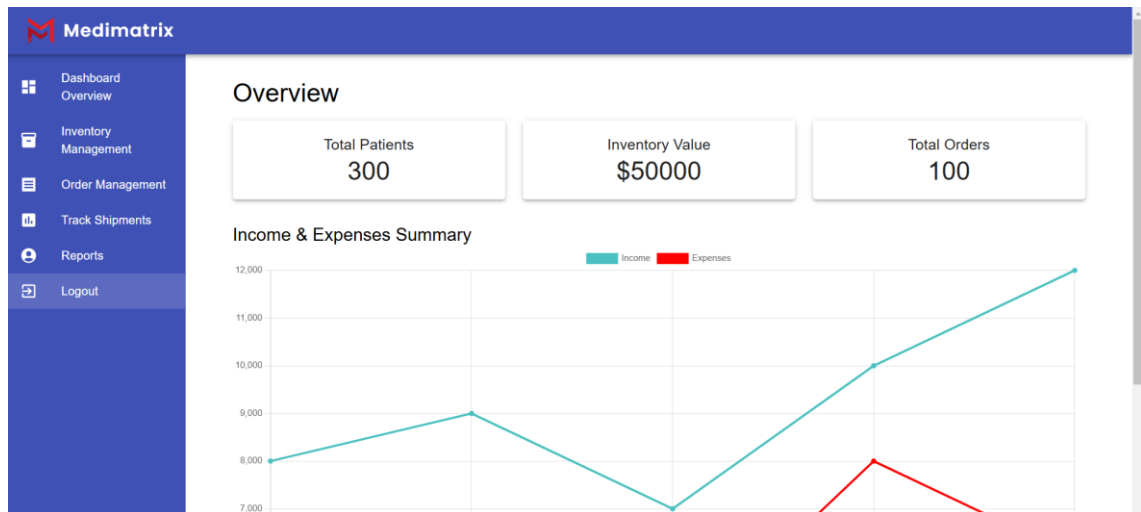 Medimatrix
Dashboard
Overview
Inventory
Management
Order Management
Track Shipments
Reports
Logout
Overview
Total Patients
300
Inventory Value
$50000
Total Orders
100
Income & Expenses Summary
Income
Expenses
12,000
11,000
10,000
9,000
8,000
7,000